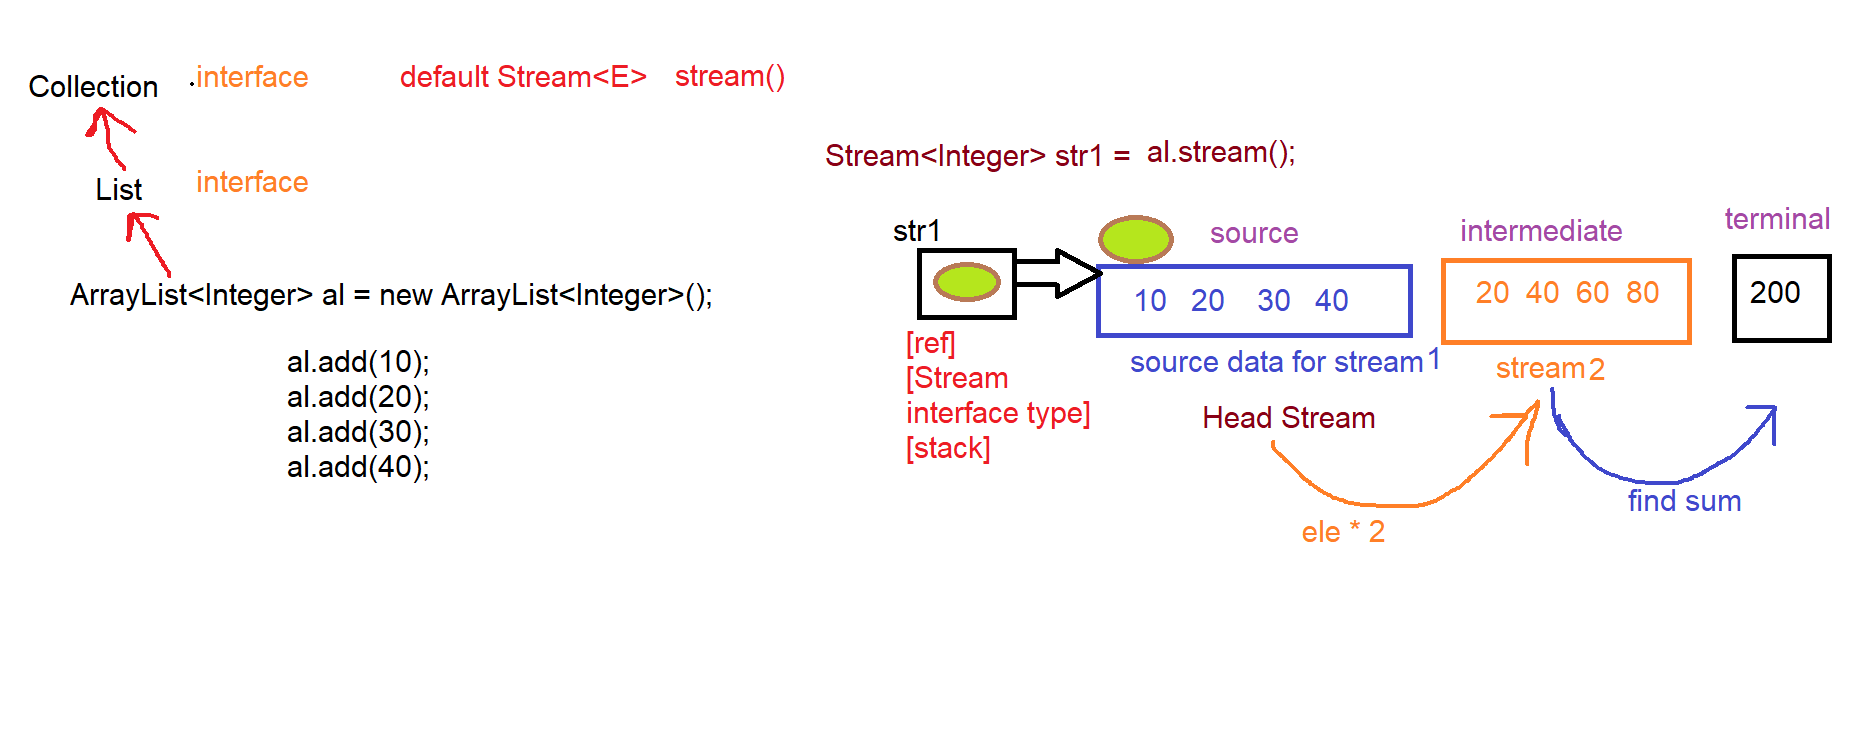 Collection .interface default Stream<E> stream()
List interface
ArrayList<Integer> al = new ArrayList<Integer>();
al.add(10);
al.add(20);
al.add(30);
al.add(40);
Stream<Integer> str1 = al.stream();
str1
source
intermediate
terminal
10 20 30 40
20 40 60 80
200
[ref]
[Stream
interface type]
[stack]
source data for stream1
stream2
Head Stream
ele * 2
find sum